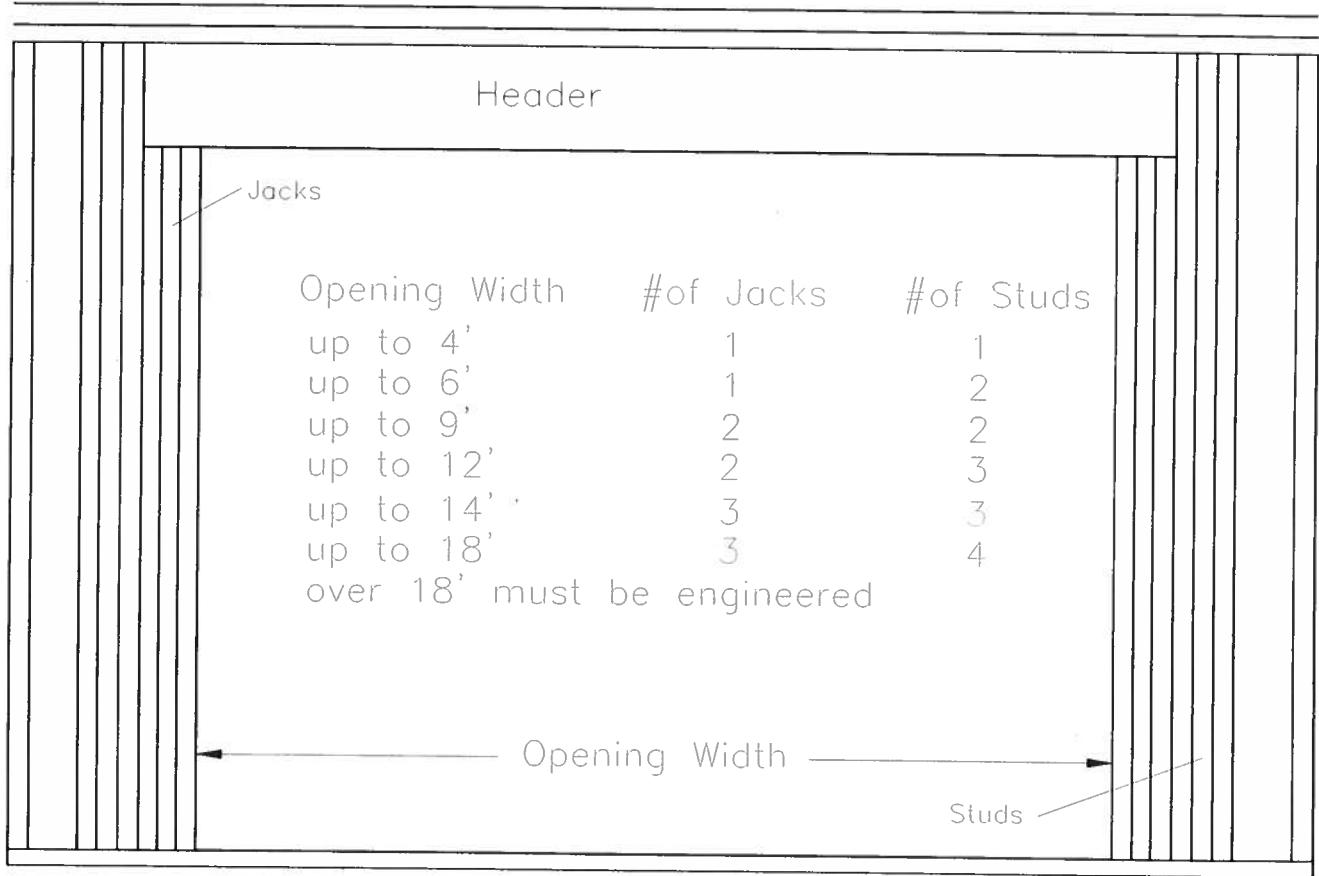 Header
Jacks
Opening Width #of Jacks #of Studs
up to 4' 1 1
up to 6' 1 2
up to 9' 2 2
up to 12' 2 3
up to 14' 3 3
up to 18' 3 4
over 18' must be engineered
Opening Width
Studs